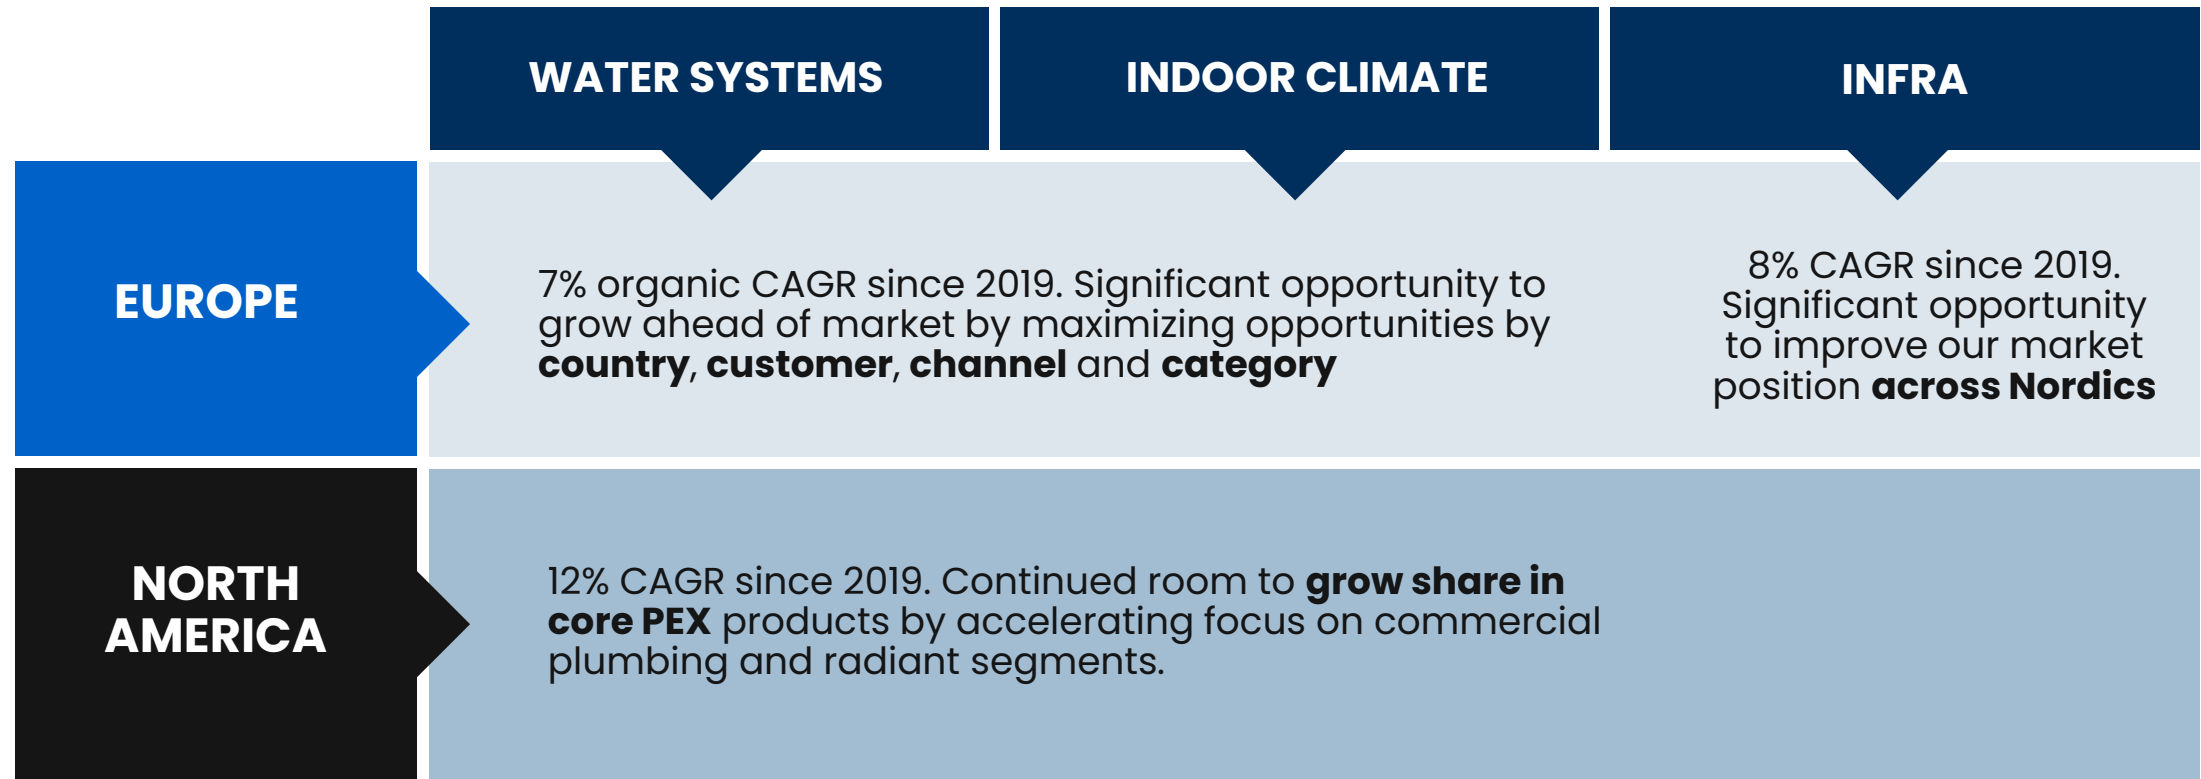 WATER SYSTEMS
INDOOR CLIMATE
INFRA
EUROPE
7% organic CAGR since 2019. Significant opportunity to
grow ahead of market by maximizing opportunities by
country, customer, channel and category
8% CAGR since 2019.
Significant opportunity
to improve our market
position across Nordics
NORTH
AMERICA
12% CAGR since 2019. Continued room to grow share in
core PEX products by accelerating focus on commercial
plumbing and radiant segments.